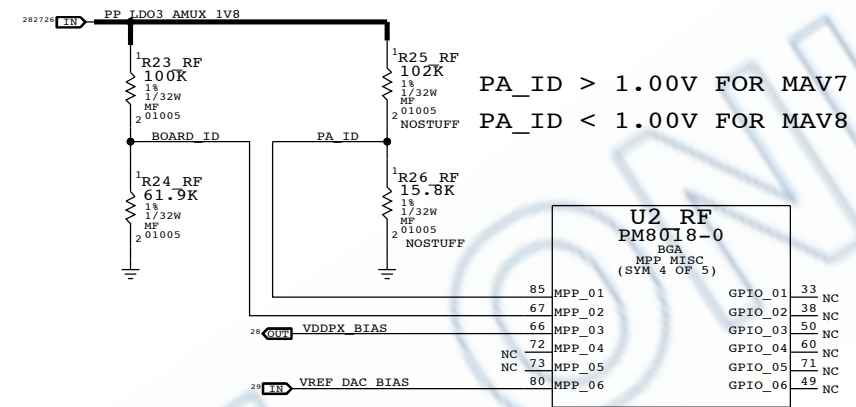 282726 IN PP_LDO3_AMUX_1V8
1 R23_RF
100K
1%
1/32W
MF
2 01005
1 R25_RF
102K
1%
1/32W
MF
2 01005
NOSTUFF
PA_ID > 1.00V FOR MAV7
PA_ID < 1.00V FOR MAV8
BOARD_ID
PA_ID
1 R24_RF
61.9K
1%
1/32W
MF
2 01005
1 R26_RF
15.8K
1%
1/32W
MF
2 01005
NOSTUFF
U2_RF
PM8018-0
BGA
MPP MISC
(SYM 4 OF 5)
85 MPP_01 GPIO_01 33 NC
67 MPP_02 GPIO_02 38 NC
28 OUT VDDPX_BIAS 66 MPP_03 GPIO_03 50 NC
NC 72 MPP_04 GPIO_04 60 NC
NC 73 MPP_05 GPIO_05 71 NC
29 IN VREF_DAC_BIAS 80 MPP_06 GPIO_06 49 NC